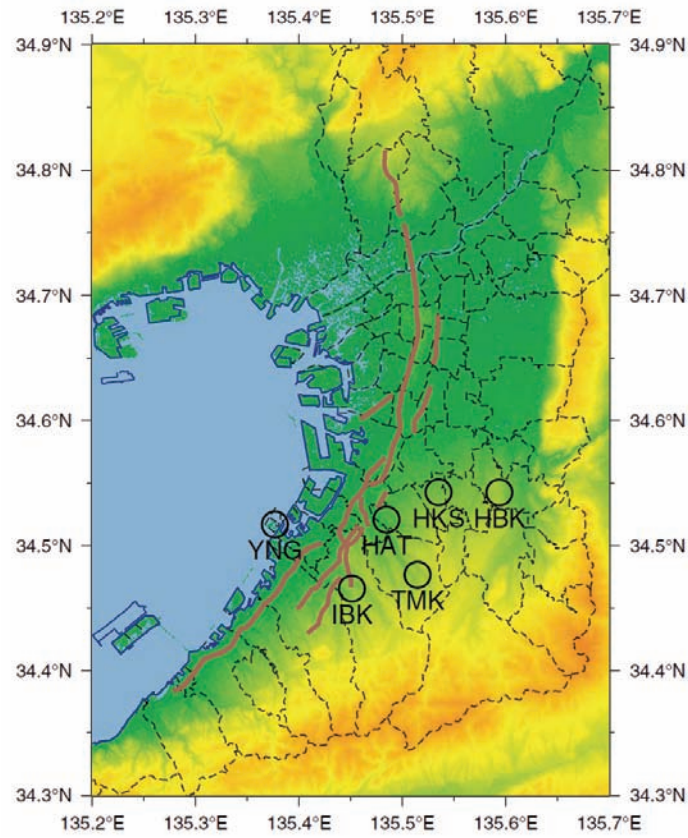 135.2°E 135.3°E 135.4°E 135.5°E 135.6°E 135.7°E
34.9°N 34.9°N
34.8°N 34.8°N
34.7°N 34.7°N
34.6°N 34.6°N
HKS HBK
YNG HAT
34.5°N 34.5°N
IBK TMK
34.4°N 34.4°N
34.3°N 34.3°N
135.2°E 135.3°E 135.4°E 135.5°E 135.6°E 135.7°E